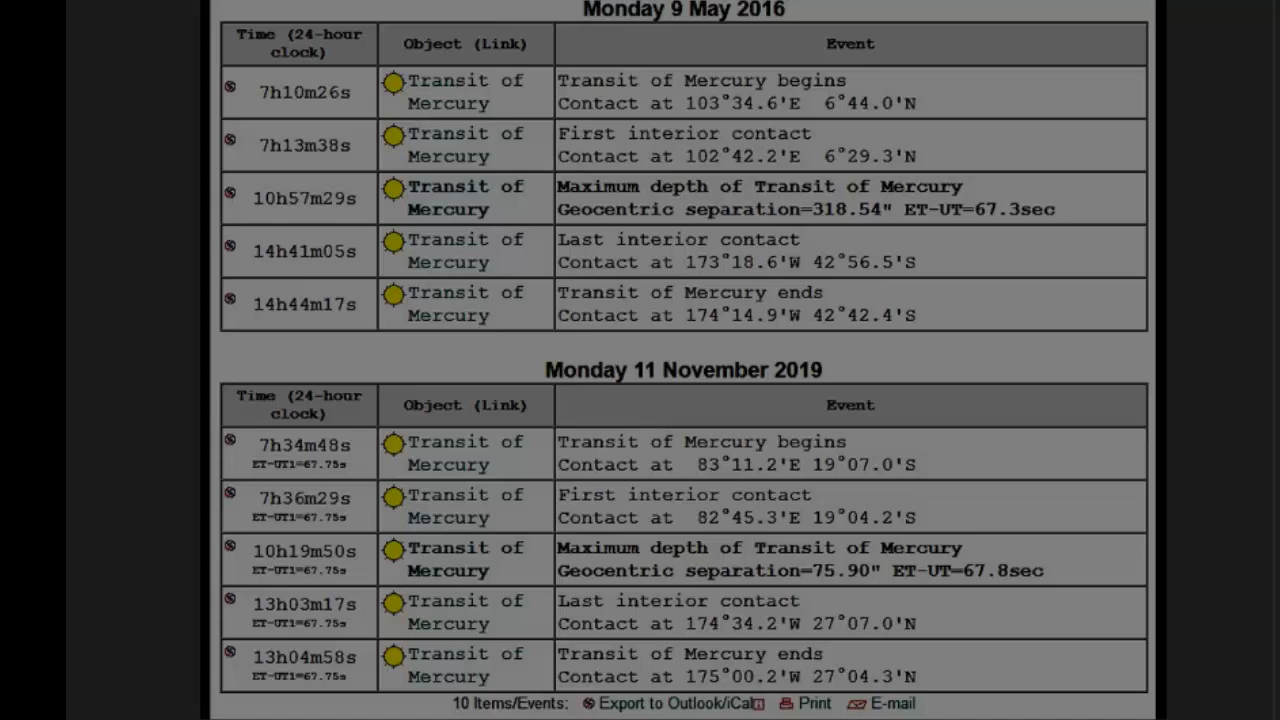 Monday 9 May 2016
Time (24-hour clock) Object (Link) Event
7h10m26s Transit of Mercury Transit of Mercury begins
Contact at 103°34.6'E 6°44.0'N
7h13m38s Transit of Mercury First interior contact
Contact at 102°42.2'E 6°29.3'N
10h57m29s Transit of Mercury Maximum depth of Transit of Mercury
Geocentric separation=318.54" ET-UT=67.3sec
14h41m05s Transit of Mercury Last interior contact
Contact at 173°18.6'W 42°56.5'S
14h44m17s Transit of Mercury Transit of Mercury ends
Contact at 174°14.9'W 42°42.4'S
Monday 11 November 2019
Time (24-hour clock) Object (Link) Event
7h34m48s ET-UT1=67.75s Transit of Mercury Transit of Mercury begins
Contact at 83°11.2'E 19°07.0'S
7h36m29s ET-UT1=67.75s Transit of Mercury First interior contact
Contact at 82°45.3'E 19°04.2'S
10h19m50s ET-UT1=67.75s Transit of Mercury Maximum depth of Transit of Mercury
Geocentric separation=75.90" ET-UT=67.8sec
13h03m17s ET-UT1=67.75s Transit of Mercury Last interior contact
Contact at 174°34.2'W 27°07.0'N
13h04m58s ET-UT1=67.75s Transit of Mercury Transit of Mercury ends
Contact at 175°00.2'W 27°04.3'N
10 Items/Events: Export to Outlook/iCal Print E-mail